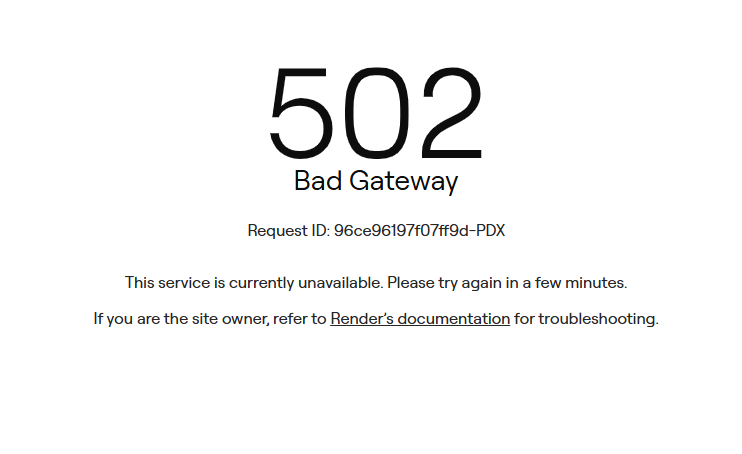 502
Bad Gateway
Request ID: 96ce96197f07ff9d-PDX
This service is currently unavailable. Please try again in a few minutes.
If you are the site owner, refer to Render’s documentation for troubleshooting.